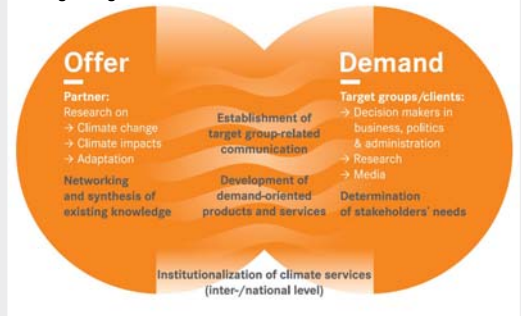 Offer
Partner:
Research on
→ Climate change
→ Climate impacts
→ Adaptation
Networking
and synthesis of
existing knowledge
Establishment of
target group-related
communication
Development of
demand-oriented
products and services
Demand
Target groups/clients:
→ Decision makers in
business, politics
& administration
→ Research
→ Media
Determination
of stakeholders' needs
Institutionalization of climate services
(inter-/national level)